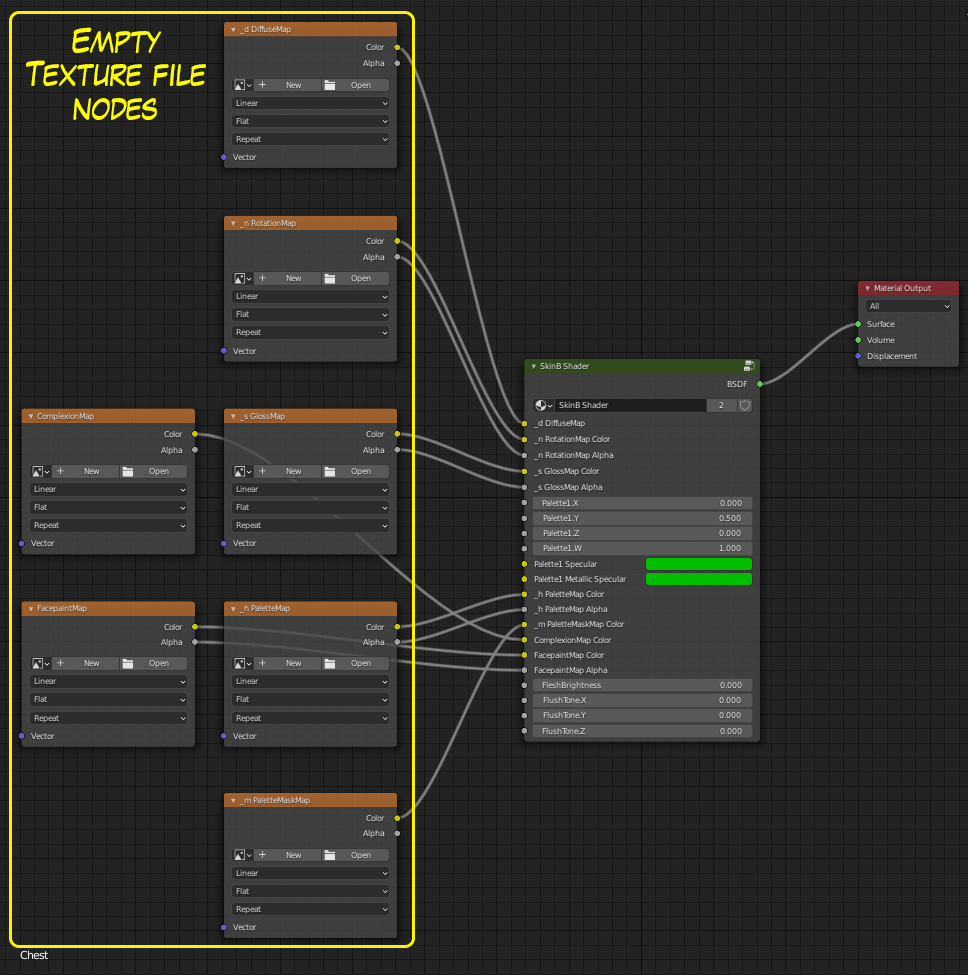 EMPTY
TEXTURE FILE
NODES
_d DiffuseMap
Color
Alpha
New Open
Linear
Flat
Repeat
Vector
_n RotationMap
Color
Alpha
New Open
Linear
Flat
Repeat
Vector
ComplexionMap
Color
Alpha
New Open
Linear
Flat
Repeat
Vector
_s GlossMap
Color
Alpha
New Open
Linear
Flat
Repeat
Vector
FacepaintMap
Color
Alpha
New Open
Linear
Flat
Repeat
Vector
_h PaletteMap
Color
Alpha
New Open
Linear
Flat
Repeat
Vector
_m PaletteMaskMap
Color
Alpha
New Open
Linear
Flat
Repeat
Vector
SkinB Shader
BSDF
SkinB Shader 2
_d DiffuseMap
_n RotationMap Color
_n RotationMap Alpha
_s GlossMap Color
_s GlossMap Alpha
Palette1.X 0.000
Palette1.Y 0.500
Palette1.Z 0.000
Palette1.W 1.000
Palette1 Specular
Palette1 Metallic Specular
_h PaletteMap Color
_h PaletteMap Alpha
_m PaletteMaskMap Color
ComplexionMap Color
FacepaintMap Color
FacepaintMap Alpha
FleshBrightness 0.000
FlushTone.X 0.000
FlushTone.Y 0.000
FlushTone.Z 0.000
Material Output
All
Surface
Volume
Displacement
Chest